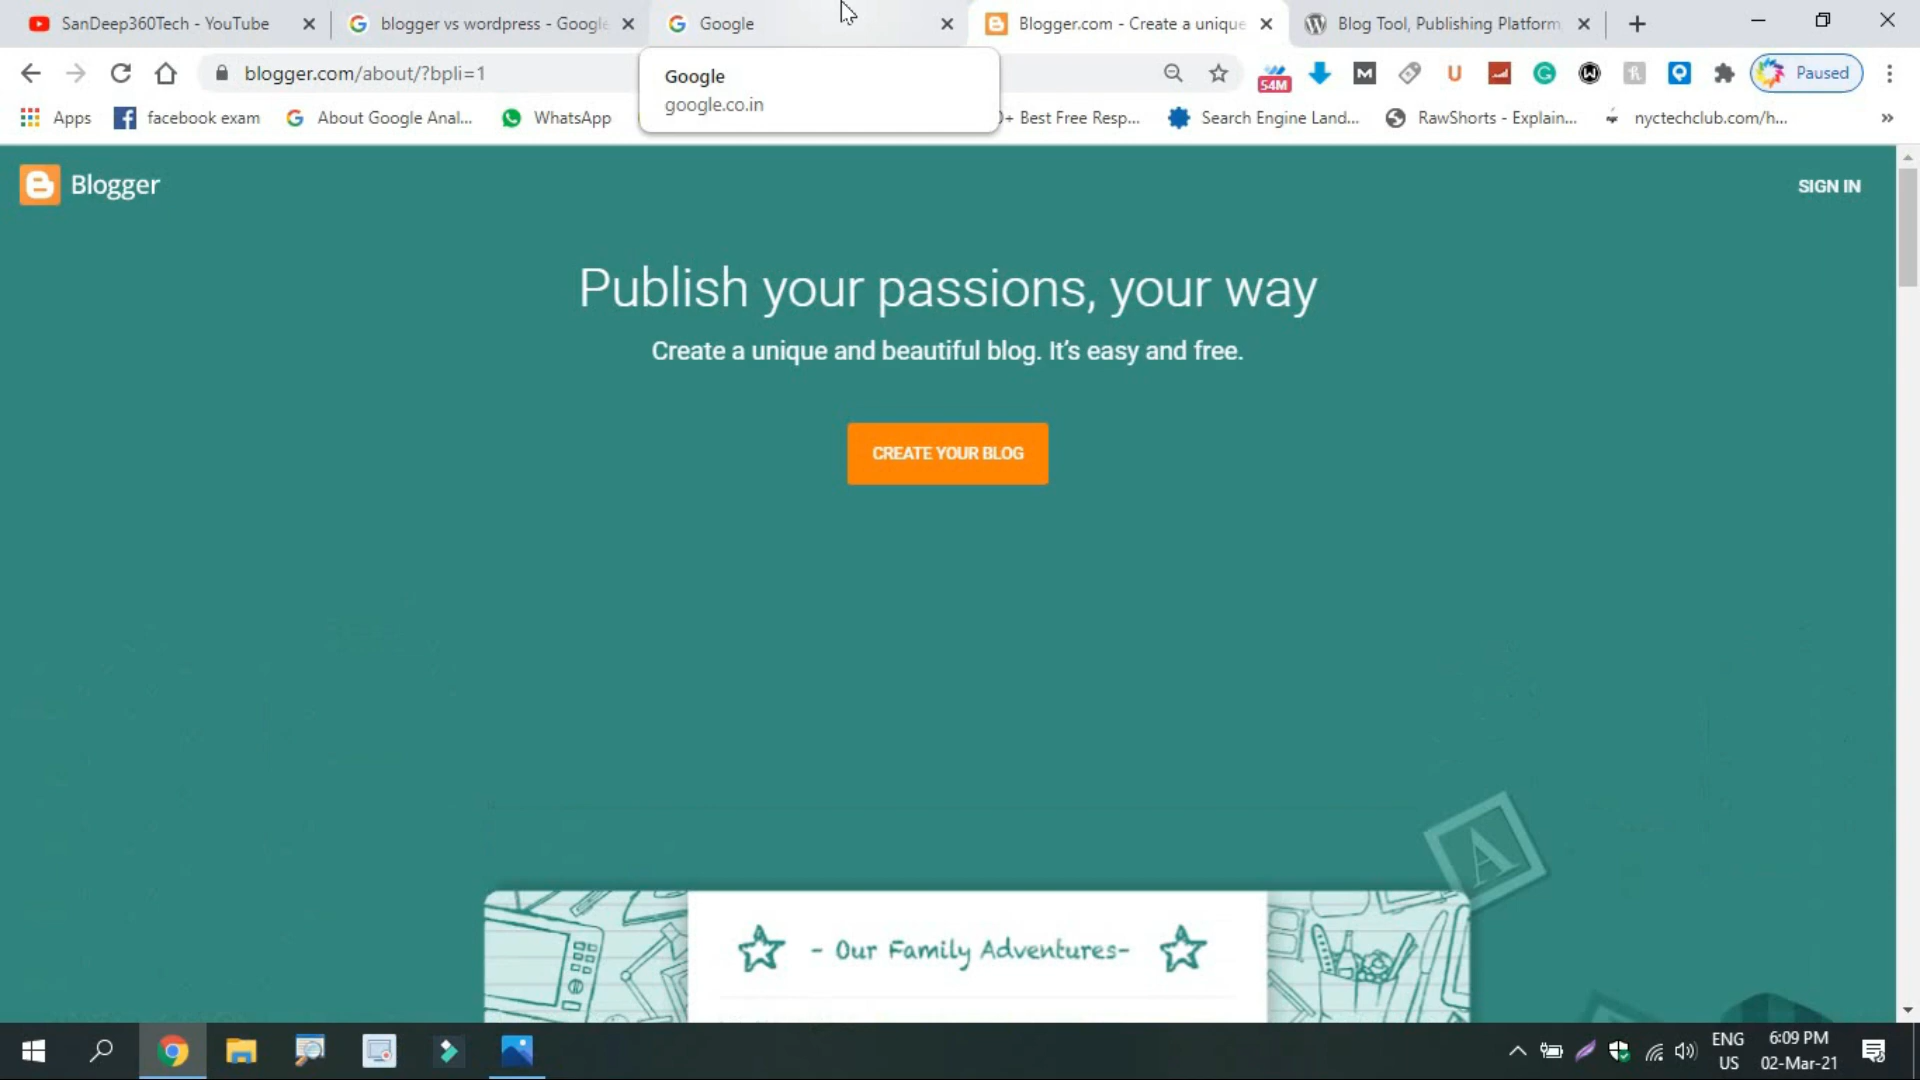 SanDeep360Tech - YouTube
blogger vs wordpress - Google
Google
Blogger.com - Create a unique
Blog Tool, Publishing Platform,
blogger.com/about/?bpli=1
Google
google.co.in
54M
Paused
Apps
facebook exam
About Google Anal...
WhatsApp
Best Free Resp...
Search Engine Land...
RawShorts - Explain...
nyctechclub.com/h...
Blogger
SIGN IN
Publish your passions, your way
Create a unique and beautiful blog. It's easy and free.
CREATE YOUR BLOG
A
- Our Family Adventures-
ENG
US
6:09 PM
02-Mar-21